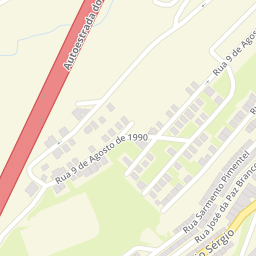 Autoestrada do
Rua 9 de Agosto
Rua 9 de Agosto de 1990
Rua Sarmento Pimentel
Rua José da Paz Branco
Sérgio